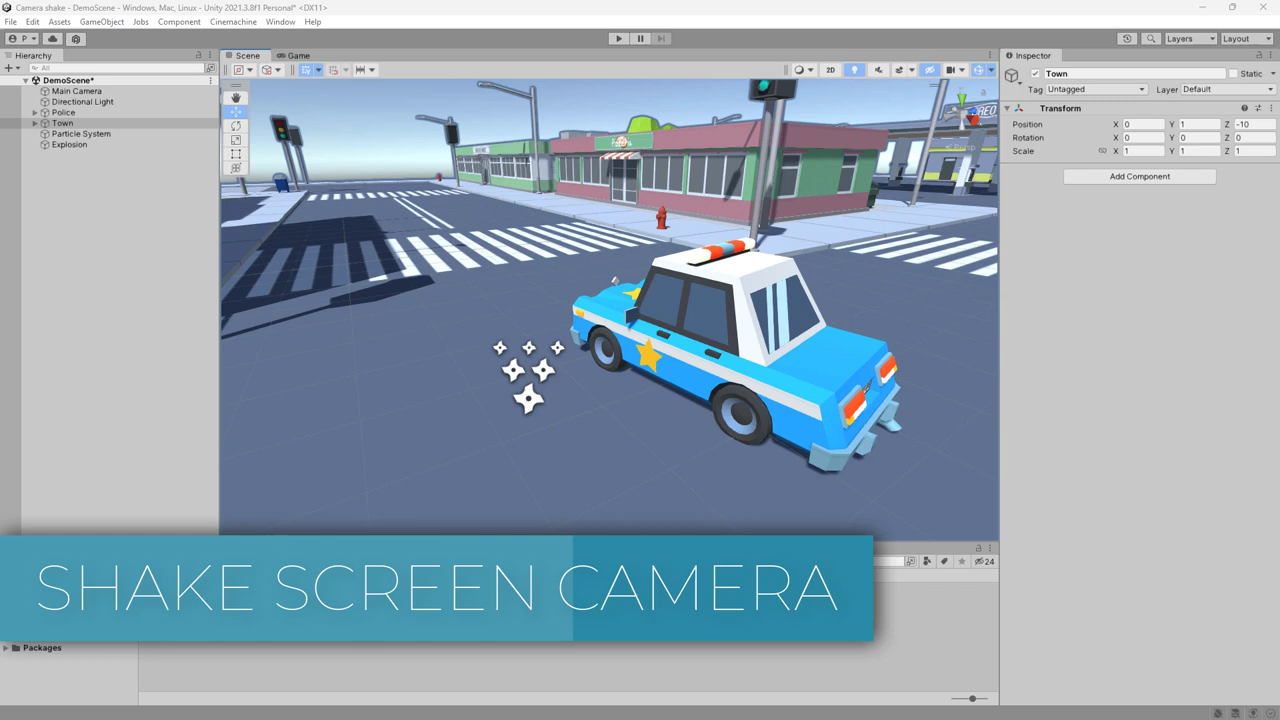 Camera shake - DemoScene - Windows, Mac, Linux - Unity 2021.3.8f1 Personal* <DX11>
File Edit Assets GameObject Jobs Component Cinemachine Window Help
P Layers Layout
Hierarchy
All
DemoScene*
Main Camera
Directional Light
Police
Town
Particle System
Explosion
Scene Game
2D
Persp
Inspector
Town Static
Tag Untagged Layer Default
Transform
Position X 0 Y 1 Z -10
Rotation X 0 Y 0 Z 0
Scale X 1 Y 1 Z 1
Add Component
24
SHAKE SCREEN CAMERA
Packages